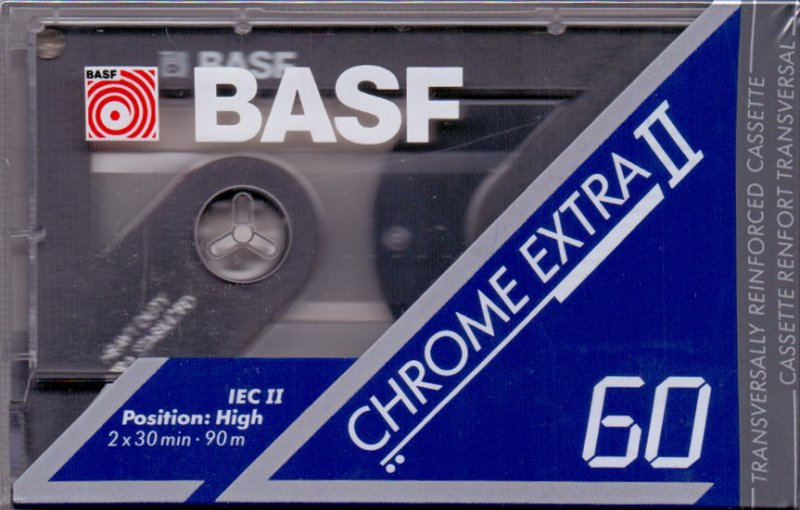 BASF
BASF
BASF
CHROME EXTRA II
IEC II
Position: High
2 x 30 min · 90 m
60
TRANSVERSALLY REINFORCED CASSETTE
CASSETTE RENFORT TRANSVERSAL